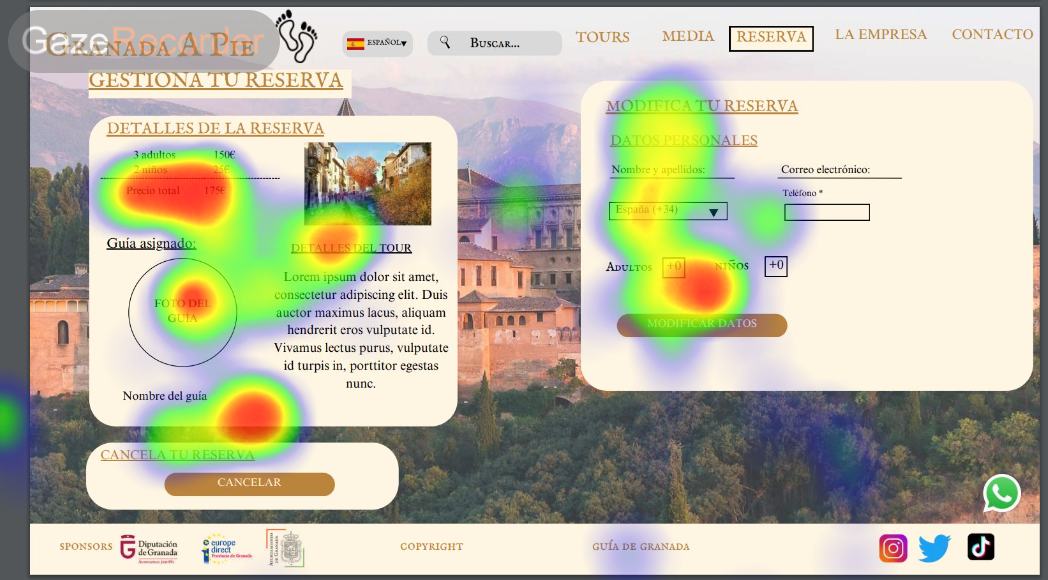 GazeRecorder
GRANADA A PIE
ESPAÑOL
BUSCAR...
TOURS
MEDIA
RESERVA
LA EMPRESA
CONTACTO
GESTIONA TU RESERVA
DETALLES DE LA RESERVA
3 adultos 150€
2 niños 25€
Precio total 175€
Guía asignado:
FOTO DEL
GUÍA
Nombre del guía
DETALLES DEL TOUR
Lorem ipsum dolor sit amet,
consectetur adipiscing elit. Duis
auctor maximus lacus, aliquam
hendrerit eros vulputate id.
Vivamus lectus purus, vulputate
id turpis in, porttitor egestas
nunc.
CANCELA TU RESERVA
CANCELAR
MODIFICA TU RESERVA
DATOS PERSONALES
Nombre y apellidos:
Correo electrónico:
España (+34)
Teléfono *
ADULTOS +0 NIÑOS +0
MODIFICAR DATOS
SPONSORS
Diputación
de Granada
europe
direct
Provincia de Granada
COPYRIGHT
GUÍA DE GRANADA